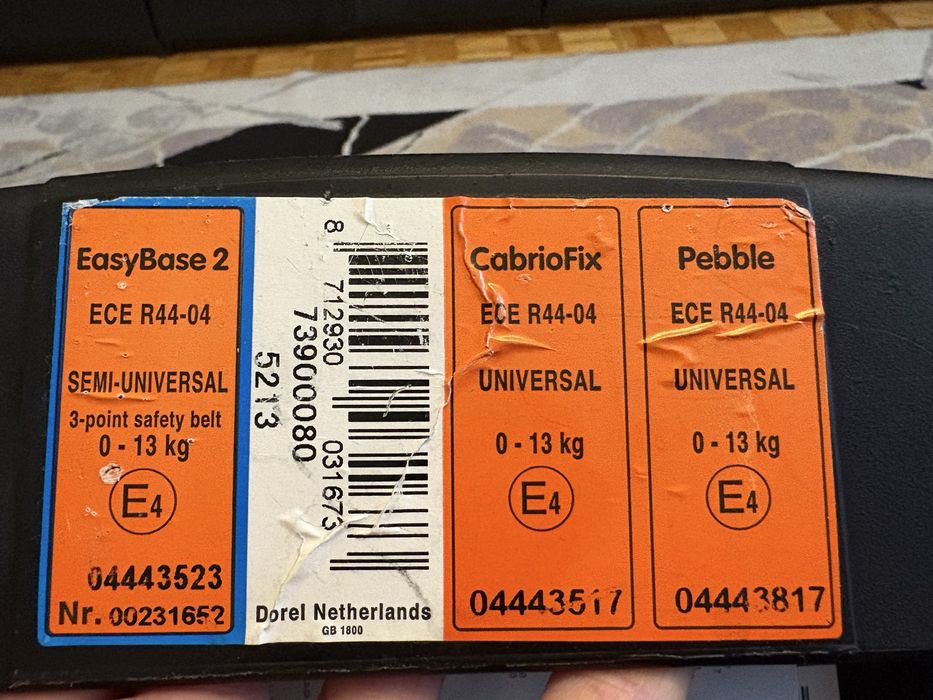 EasyBase 2
ECE R44-04
SEMI-UNIVERSAL
3-point safety belt
0 - 13 kg
E4
04443523
Nr. 00231652
8 712930 031673
73900080
5213
Dorel Netherlands
GB 1800
CabrioFix
ECE R44-04
UNIVERSAL
0 - 13 kg
E4
04443517
Pebble
ECE R44-04
UNIVERSAL
0 - 13 kg
E4
04443817